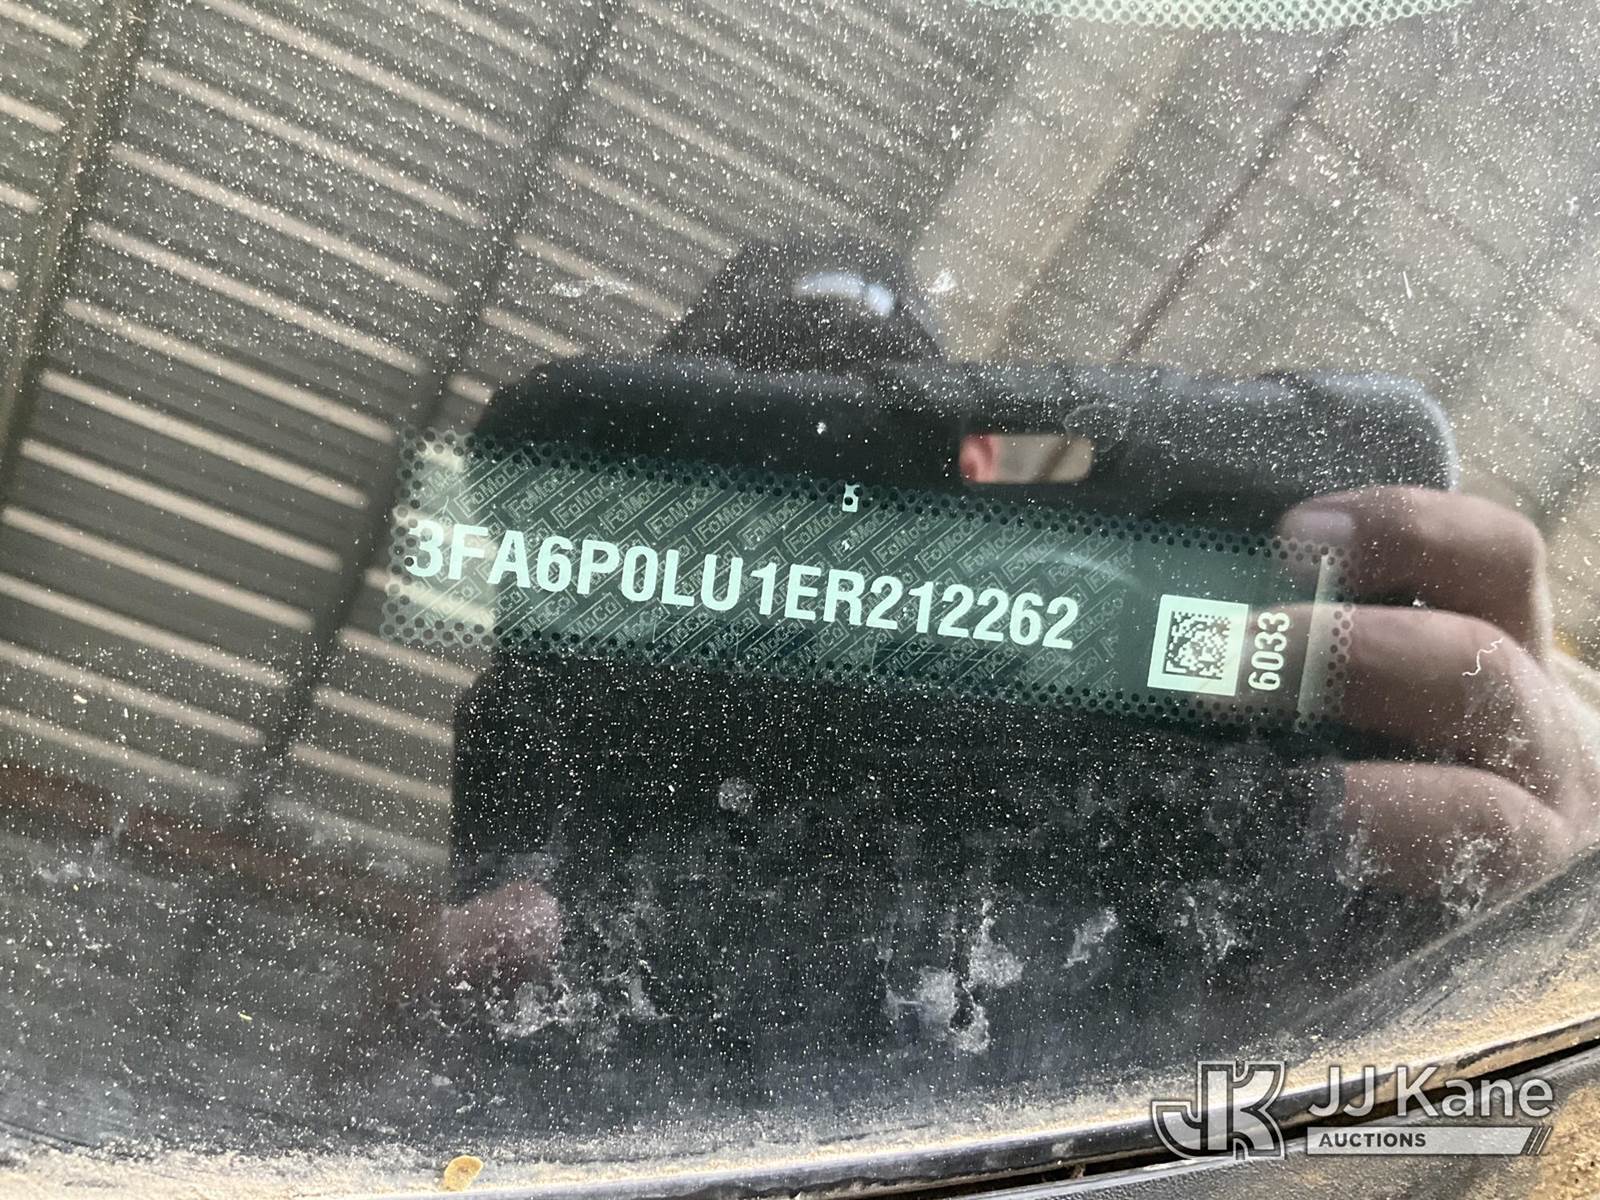 3FA6P0LU1ER212262
6033
JJ Kane
AUCTIONS